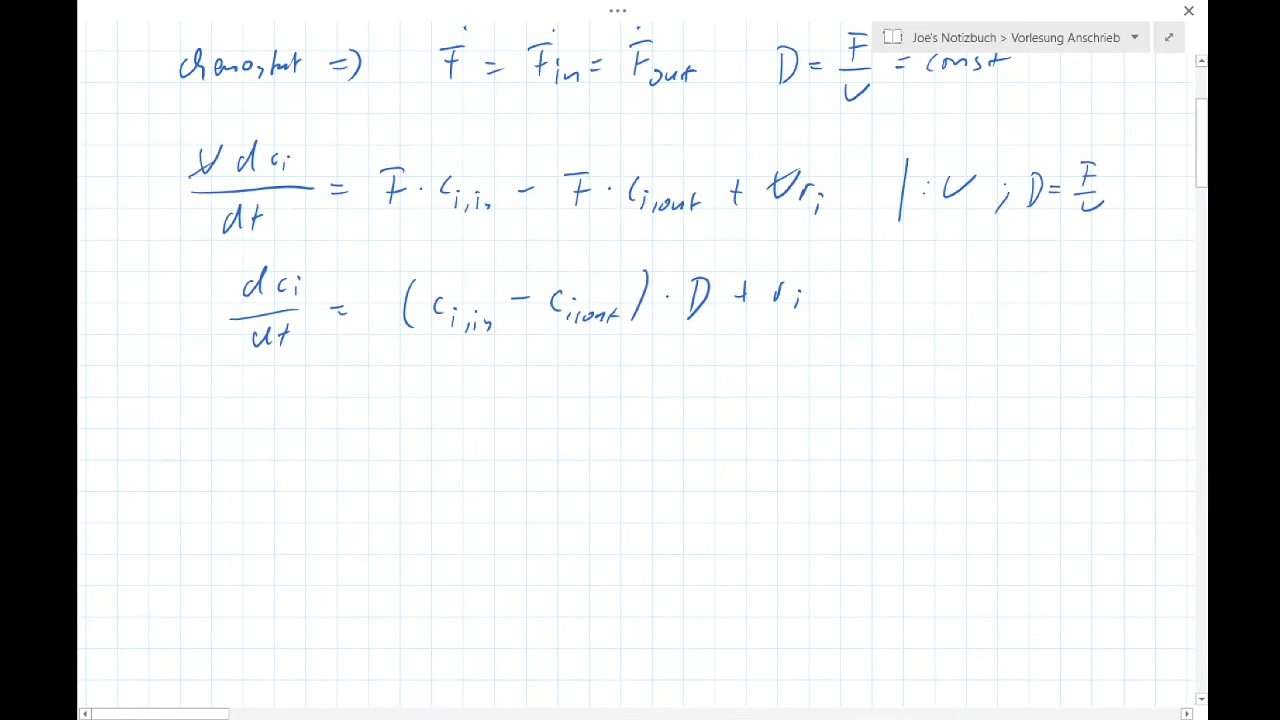 Joe's Notizbuch > Vorlesung Anschrieb
chemostat => Ḟ = Ḟin = Ḟout D = F/V = const
V dci/dt = F · ci,in − F · ci,out + V ri | : V ; D = F/V
dci/dt = (ci,in − ci,out) · D + ri